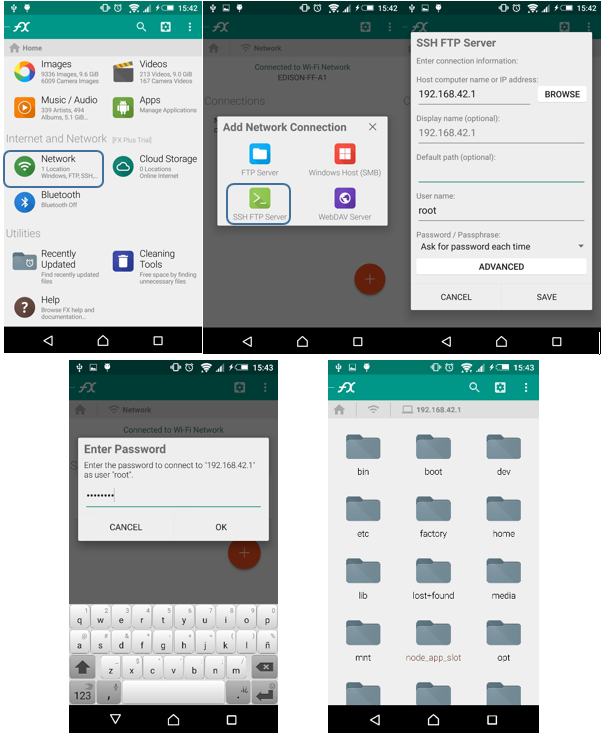 15:42
FX
Home
Images
9336 Images, 9.6 GiB
6009 Camera Images
Videos
213 Videos, 9.0 GiB
167 Camera Videos
Music / Audio
339 Artists, 494
Albums, 5.1 GiB...
Apps
Manage Applications
Internet and Network [FX Plus Trial]
Network
1 Location
Windows, FTP, SSH,...
Cloud Storage
0 Locations
Online Internet
Bluetooth
Bluetooth Off
Utilities
Recently
Updated
Find recently updated
files
Cleaning
Tools
Free space by finding
unnecessary files
Help
Browse FX help and
documentation...
15:42
FX
Network
Connected to Wi-Fi Network
EDISON-FF-A1
Connections
Add Network Connection
FTP Server
Windows Host (SMB)
SSH FTP Server
WebDAV Server
15:42
SSH FTP Server
Enter connection information:
Host computer name or IP address:
192.168.42.1
BROWSE
Display name (optional):
192.168.42.1
Default path (optional):
User name:
root
Password / Passphrase:
Ask for password each time
ADVANCED
CANCEL
SAVE
15:43
FX
Network
Connected to Wi-Fi Network
Enter Password
Enter the password to connect to "192.168.42.1"
as user "root".
••••••••
CANCEL
OK
1 2 3 4 5 6 7 8 9 0
q w e r t y u i o p
a s d f g h j k l ñ
z x c v b n m
123 , .
15:43
FX
192.168.42.1
bin
boot
dev
etc
factory
home
lib
lost+found
media
mnt
node_app_slot
opt